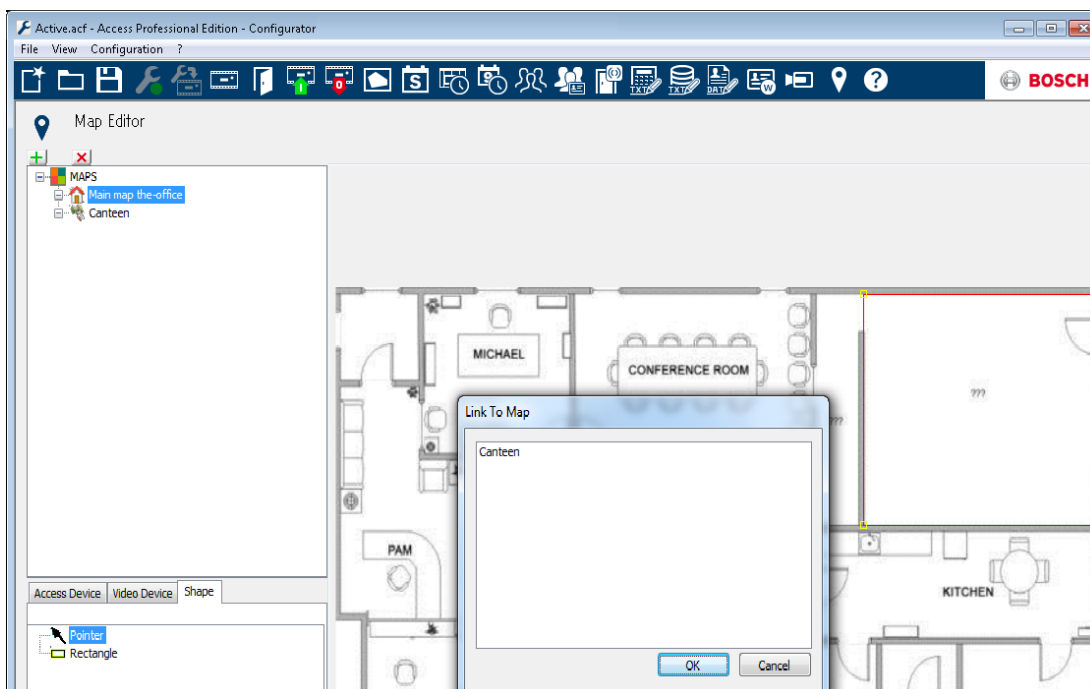 Active.acf - Access Professional Edition - Configurator
File View Configuration ?
S TXT TXT DAT W ? BOSCH
Map Editor
MAPS
Main map the-office
Canteen
MICHAEL
CONFERENCE ROOM
???
Link To Map
???
Canteen
PAM
KITCHEN
Access Device Video Device Shape
Pointer
Rectangle
OK Cancel